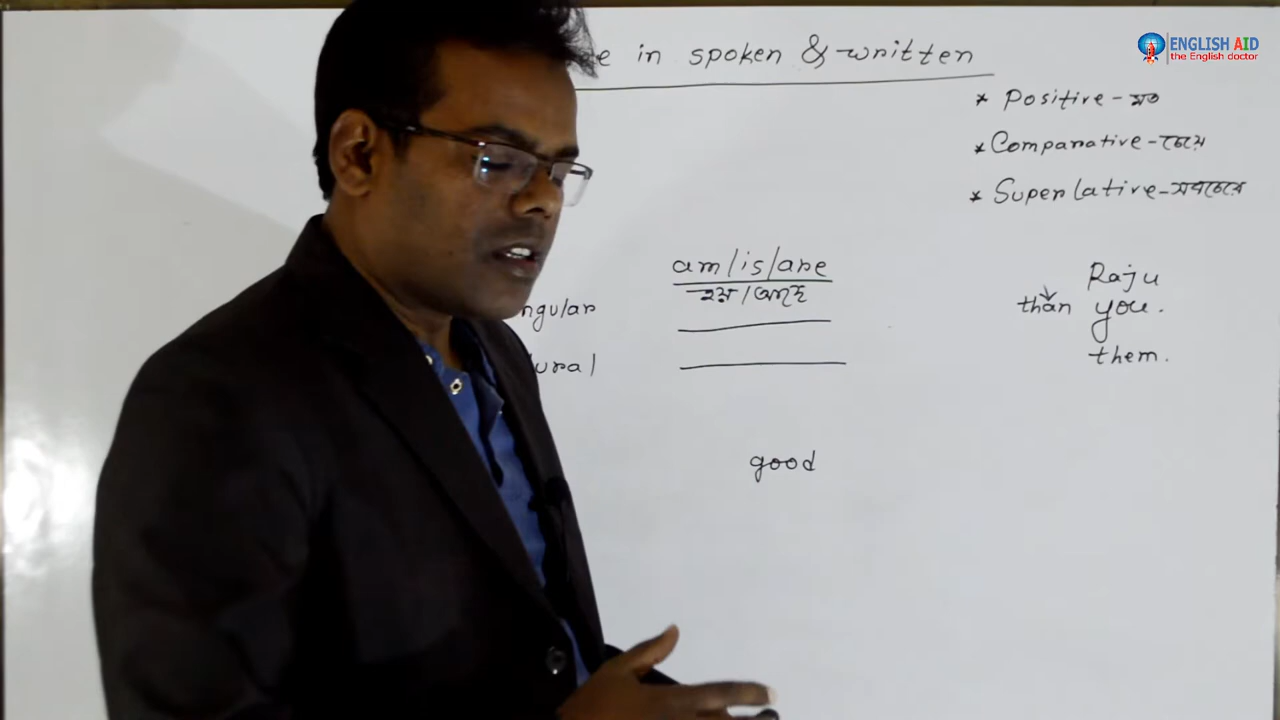 e in spoken & written
ENGLISH AID
the English doctor
* Positive - মত
* Comparative - চেয়ে
* Superlative - সবচেয়ে
am/is/are
হয়/
ngular
ural
Raju
than you.
them.
good